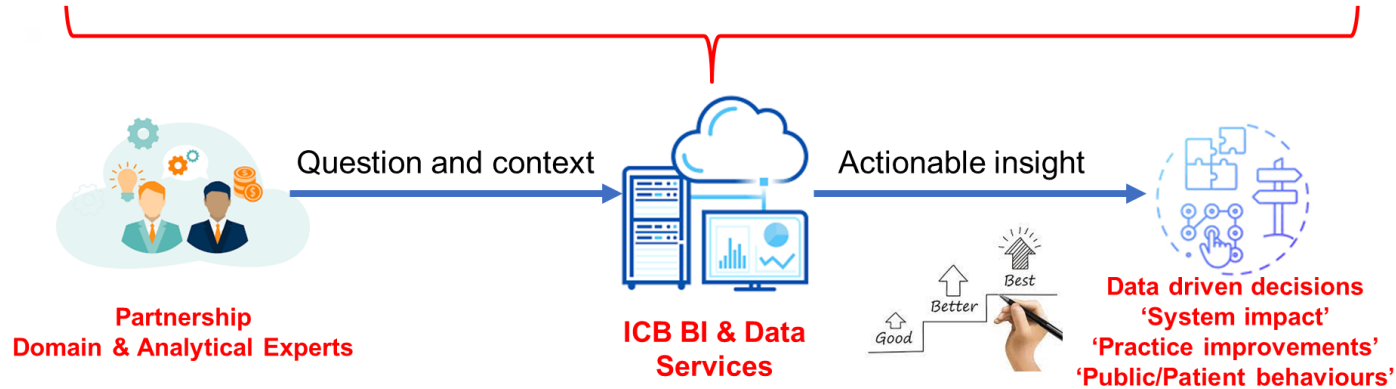 Question and context
Actionable insight
Partnership
Domain & Analytical Experts
ICB BI & Data
Services
Good
Better
Best
Data driven decisions
‘System impact’
‘Practice improvements’
‘Public/Patient behaviours’